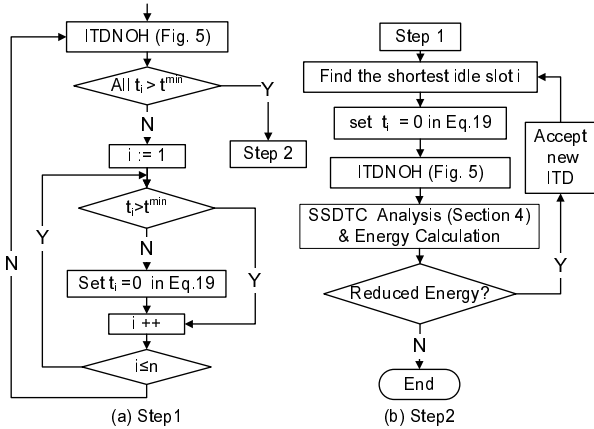 ITDNOH (Fig. 5)
All tᵢ > tᵐⁱⁿ
Y
N
Step 2
i := 1
tᵢ>tᵐⁱⁿ
Y
N
N
Y
Set tᵢ =0 in Eq.19
i ++
i≤n
(a) Step1
Step 1
Find the shortest idle slot i
set tᵢ = 0 in Eq.19
Accept
new
ITD
ITDNOH (Fig. 5)
SSDTC Analysis (Section 4)
& Energy Calculation
Y
Reduced Energy?
N
End
(b) Step2